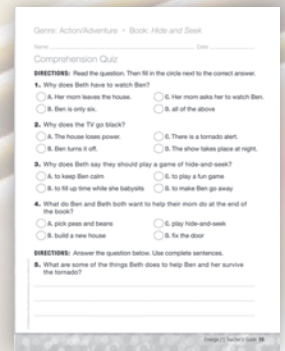 Genre: Action/Adventure • Book: Hide and Seek
Name Date
Comprehension Quiz
DIRECTIONS: Read the question. Then fill in the circle next to the correct answer.
1. Why does Beth have to watch Ben?
A. Her mom leaves the house. C. Her mom asks her to watch Ben.
B. Ben is only six. D. all of the above
2. Why does the TV go black?
A. The house loses power. C. There is a tornado alert.
B. Ben turns it off. D. The show takes place at night.
3. Why does Beth say they should play a game of hide-and-seek?
A. to keep Ben calm C. to play a fun game
B. to fill up time while she babysits D. to make Ben go away
4. What do Ben and Beth both want to help their mom do at the end of
the book?
A. pick peas and beans C. play hide-and-seek
B. build a new house D. fix the door
DIRECTIONS: Answer the question below. Use complete sentences.
5. What are some of the things Beth does to help Ben and her survive
the tornado?
Teacher's Guide